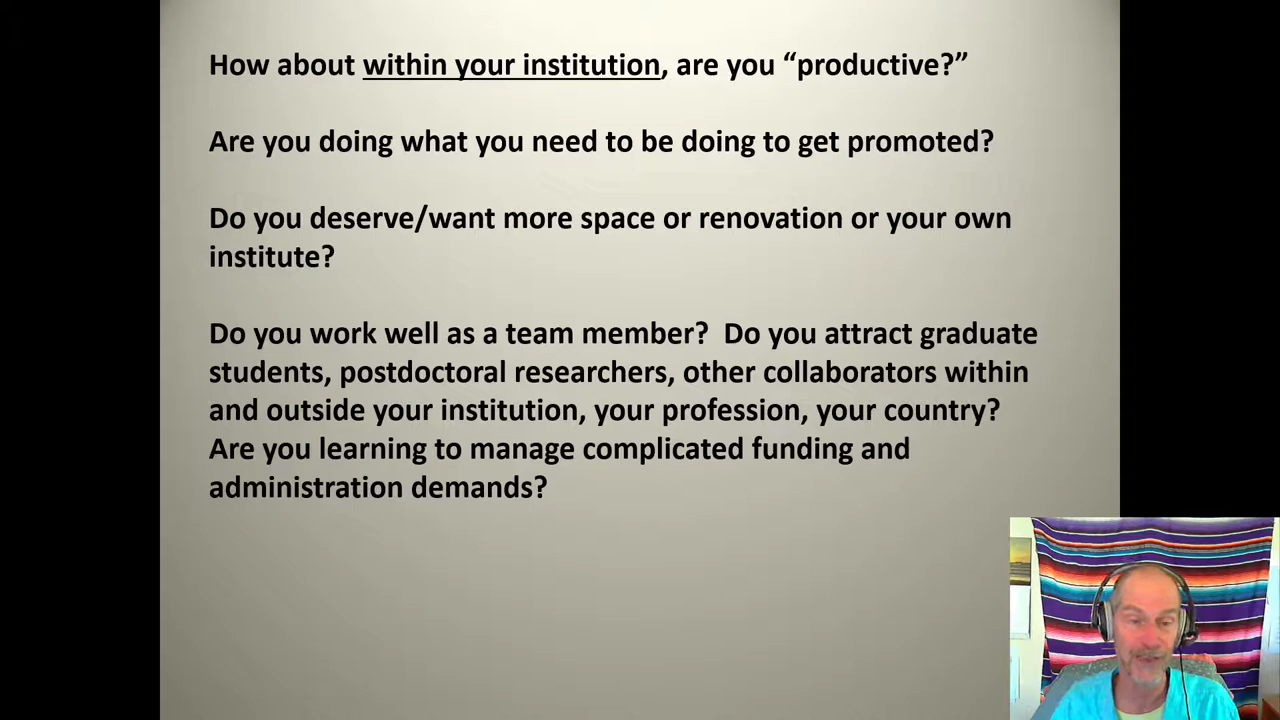 How about within your institution, are you “productive?”
Are you doing what you need to be doing to get promoted?
Do you deserve/want more space or renovation or your own
institute?
Do you work well as a team member?  Do you attract graduate
students, postdoctoral researchers, other collaborators within
and outside your institution, your profession, your country?
Are you learning to manage complicated funding and
administration demands?